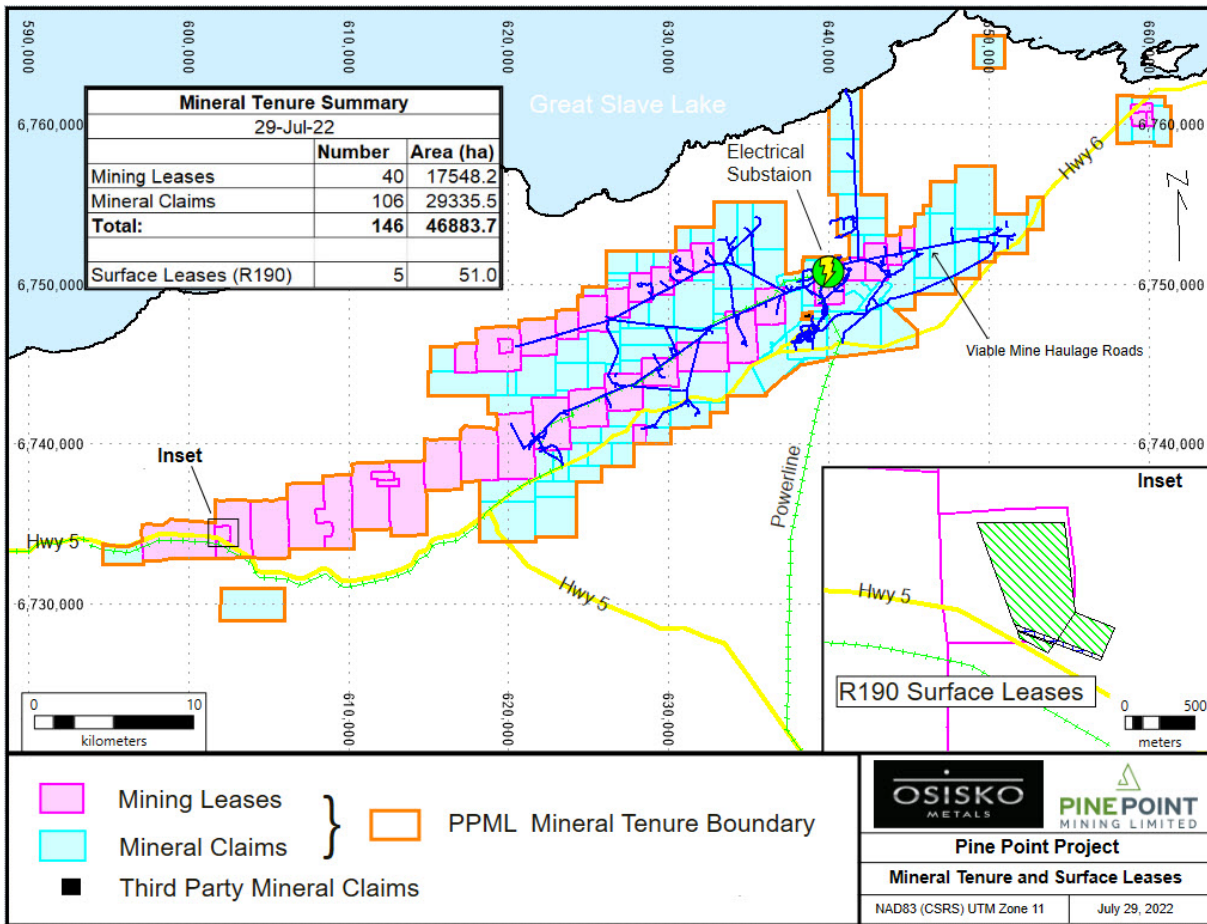 590,000
600,000
610,000
620,000
630,000
640,000
650,000
660,000
Mineral Tenure Summary
29-Jul-22
Number Area (ha)
Mining Leases 40 17548.2
Mineral Claims 106 29335.5
Total: 146 46883.7
Surface Leases (R190) 5 51.0
Great Slave Lake
6,760,000
6,760,000
Electrical
Substaion
Hwy 6
N
6,750,000
6,750,000
Viable Mine Haulage Roads
6,740,000
6,740,000
Inset
Hwy 5
Powerline
Hwy 5
6,730,000
Inset
Hwy 5
R190 Surface Leases
0 500
meters
0 10
kilometers
610,000
620,000
630,000
Mining Leases
Mineral Claims
} PPML Mineral Tenure Boundary
Third Party Mineral Claims
OSISKO
METALS
PINE POINT
MINING LIMITED
Pine Point Project
Mineral Tenure and Surface Leases
NAD83 (CSRS) UTM Zone 11 July 29, 2022